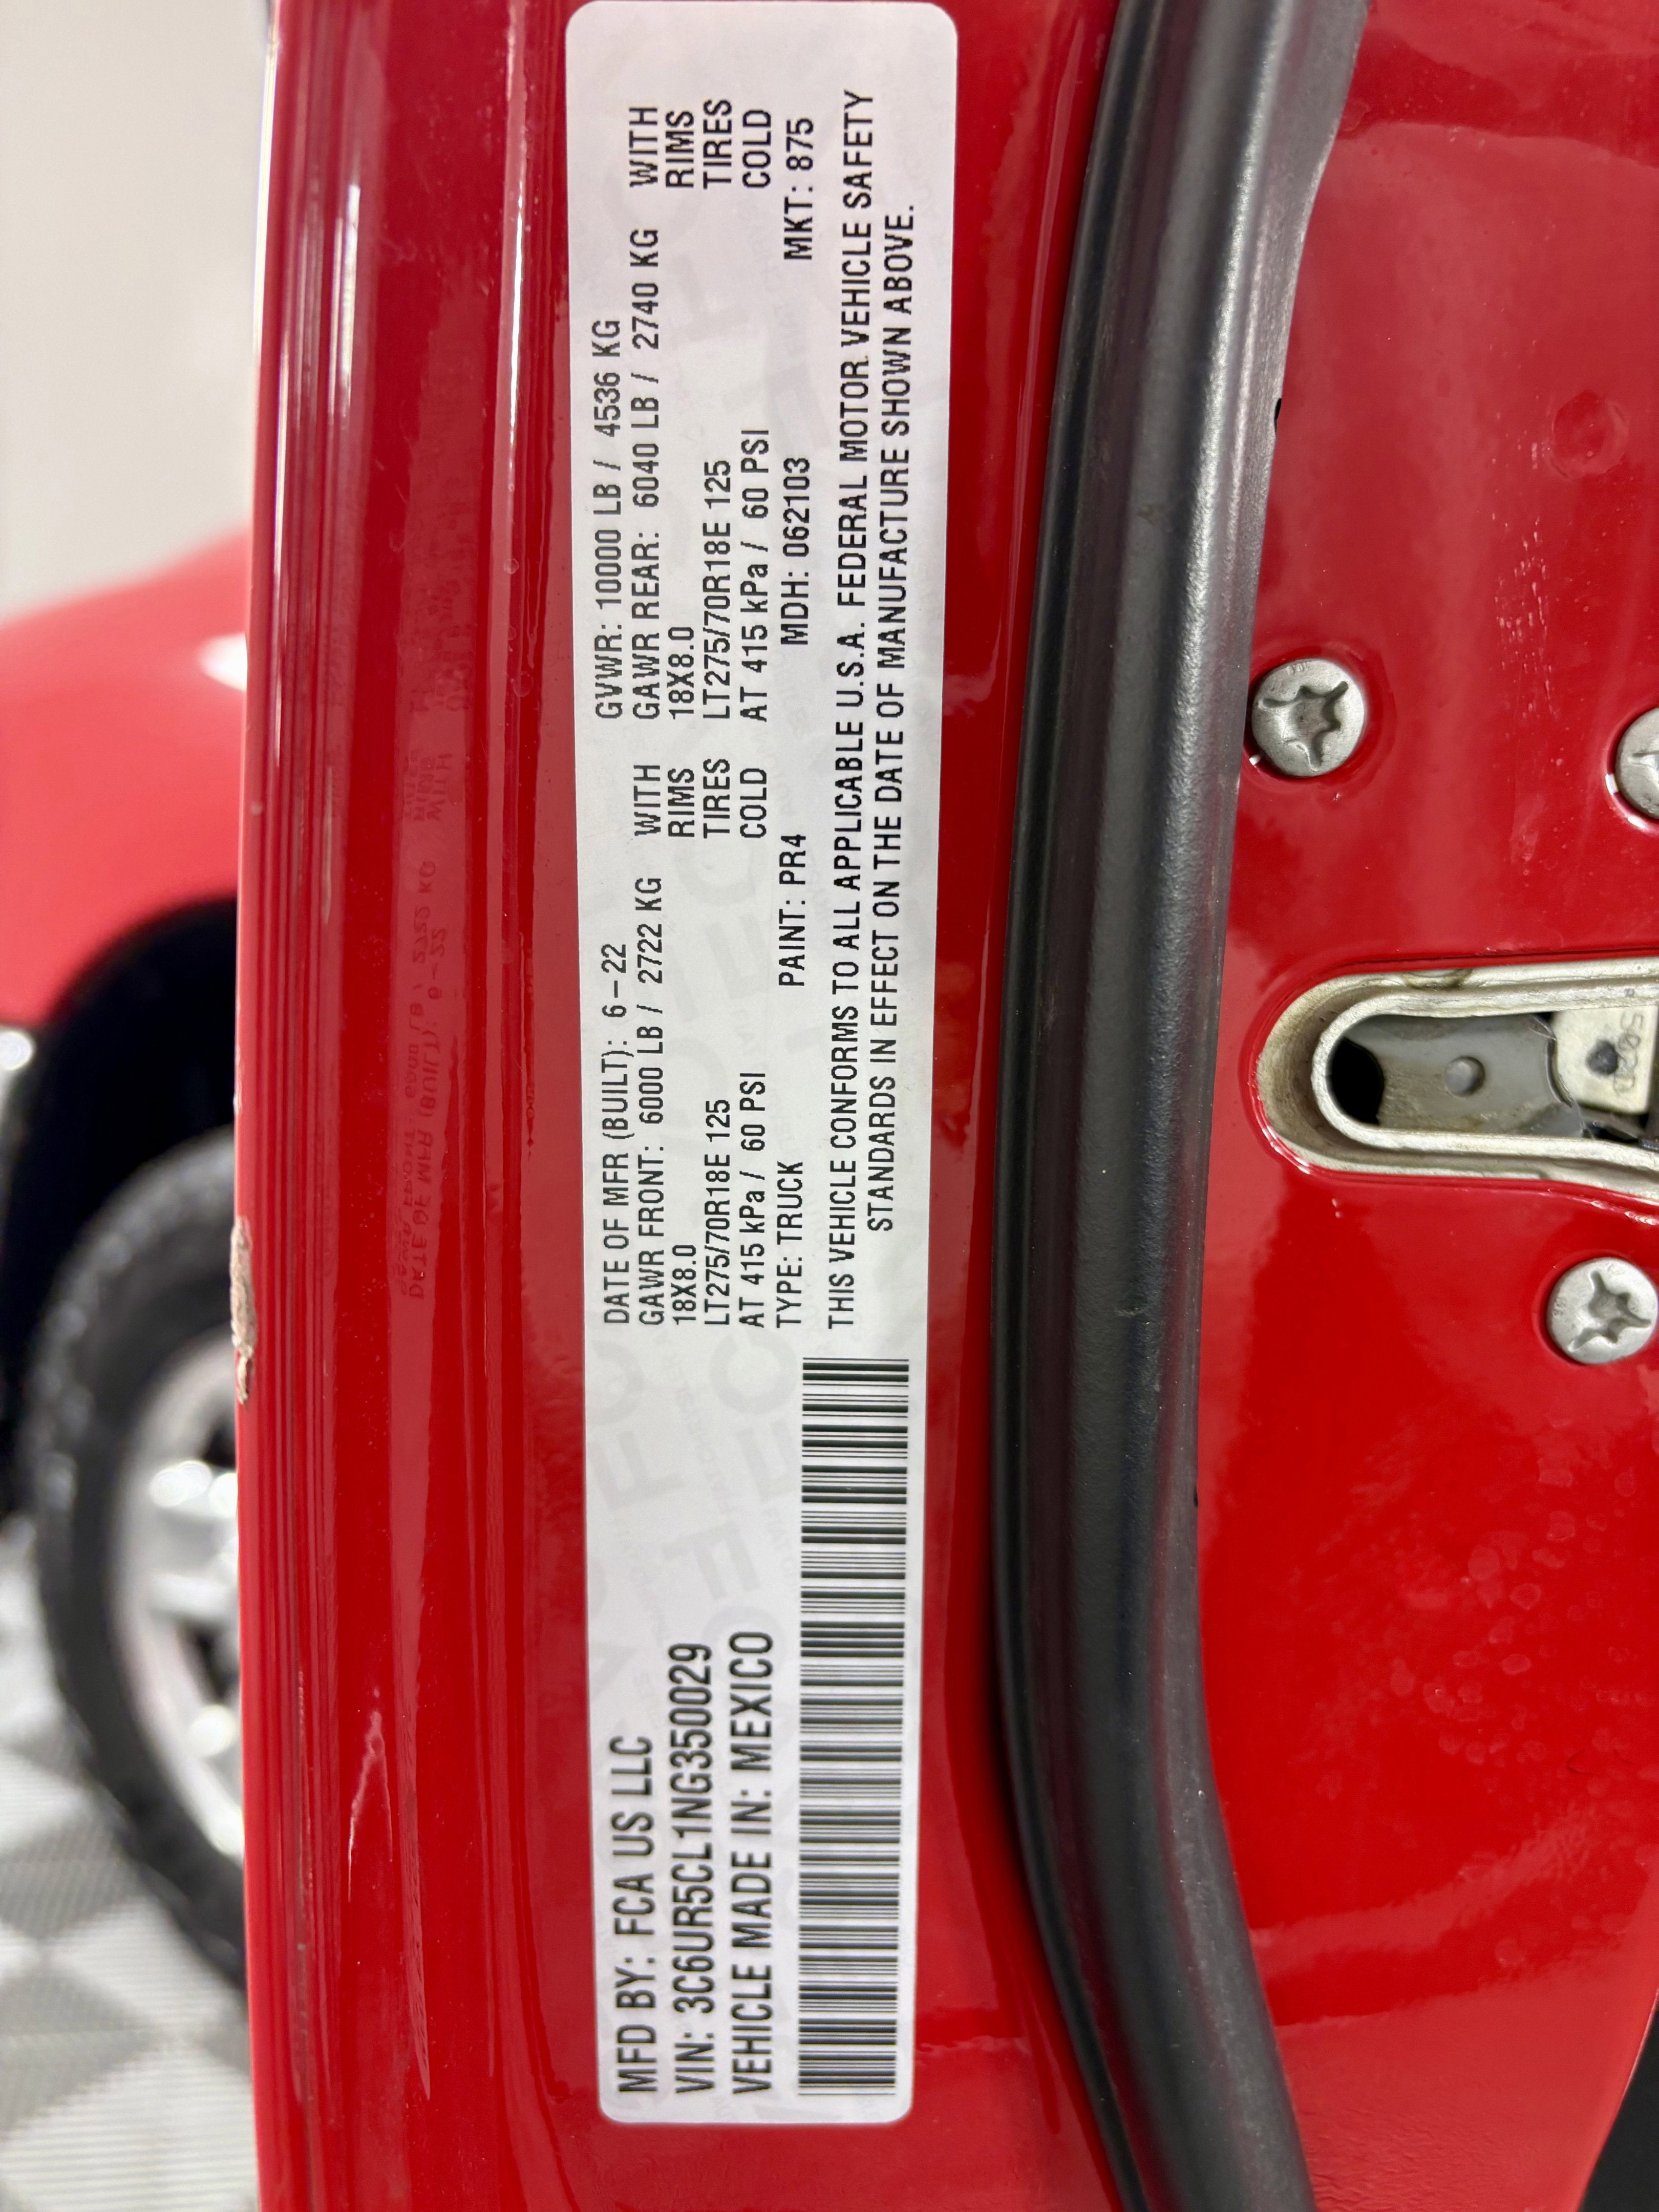 MFD BY: FCA US LLC
VIN: 3C6UR5CL1NG350029
VEHICLE MADE IN: MEXICO
DATE OF MFR (BUILT): 6-22 GVWR: 10000 LB / 4536 KG
GAWR FRONT: 6000 LB / 2722 KG WITH GAWR REAR: 6040 LB / 2740 KG WITH
18X8.0 RIMS 18X8.0 RIMS
LT275/70R18E 125 TIRES LT275/70R18E 125 TIRES
AT 415 kPa / 60 PSI COLD AT 415 kPa / 60 PSI COLD
TYPE: TRUCK PAINT: PR4 MDH: 062103 MKT: 875
THIS VEHICLE CONFORMS TO ALL APPLICABLE U.S.A. FEDERAL MOTOR VEHICLE SAFETY
STANDARDS IN EFFECT ON THE DATE OF MANUFACTURE SHOWN ABOVE.